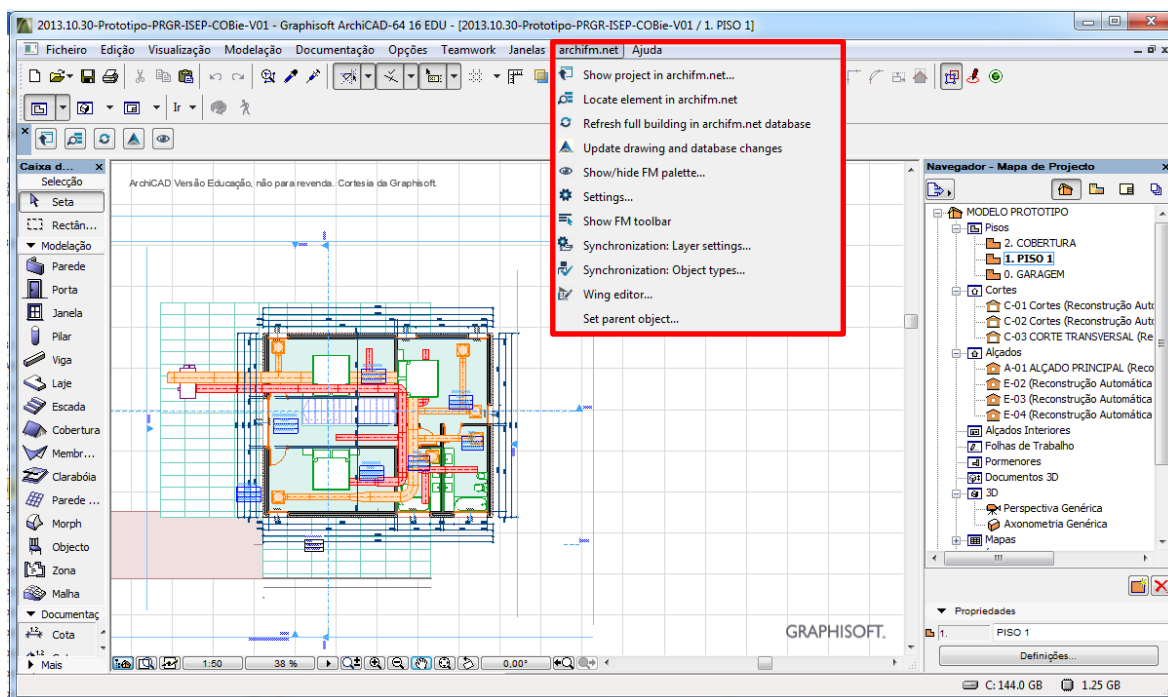 2013.10.30-Prototipo-PRGR-ISEP-COBie-V01 - Graphisoft ArchiCAD-64 16 EDU - [2013.10.30-Prototipo-PRGR-ISEP-COBie-V01 / 1. PISO 1]
Ficheiro Edição Visualização Modelação Documentação Opções Teamwork Janelas archifm.net Ajuda
Show project in archifm.net...
Locate element in archifm.net
Refresh full building in archifm.net database
Update drawing and database changes
Show/hide FM palette...
Settings...
Show FM toolbar
Synchronization: Layer settings...
Synchronization: Object types...
Wing editor...
Set parent object...
Ir
Caixa d...
Selecção
Seta
Rectân...
Modelação
Parede
Porta
Janela
Pilar
Viga
Laje
Escada
Cobertura
Membr...
Clarabóia
Parede ...
Morph
Objecto
Zona
Malha
Documentaç
Cota
Mais
ArchiCAD Versão Educação, não para revenda. Cortesia da Graphisoft.
GRAPHISOFT.
1:50
38 %
0,00°
Navegador - Mapa de Projecto
MODELO PROTOTIPO
Pisos
2. COBERTURA
1. PISO 1
0. GARAGEM
Cortes
C-01 Cortes (Reconstrução Auto
C-02 Cortes (Reconstrução Auto
C-03 CORTE TRANSVERSAL (Re
Alçados
A-01 ALÇADO PRINCIPAL (Reco
E-02 (Reconstrução Automática
E-03 (Reconstrução Automática
E-04 (Reconstrução Automática
Alçados Interiores
Folhas de Trabalho
Pormenores
Documentos 3D
3D
Perspectiva Genérica
Axonometria Genérica
Mapas
Propriedades
1. PISO 1
Definições...
C: 144.0 GB 1.25 GB